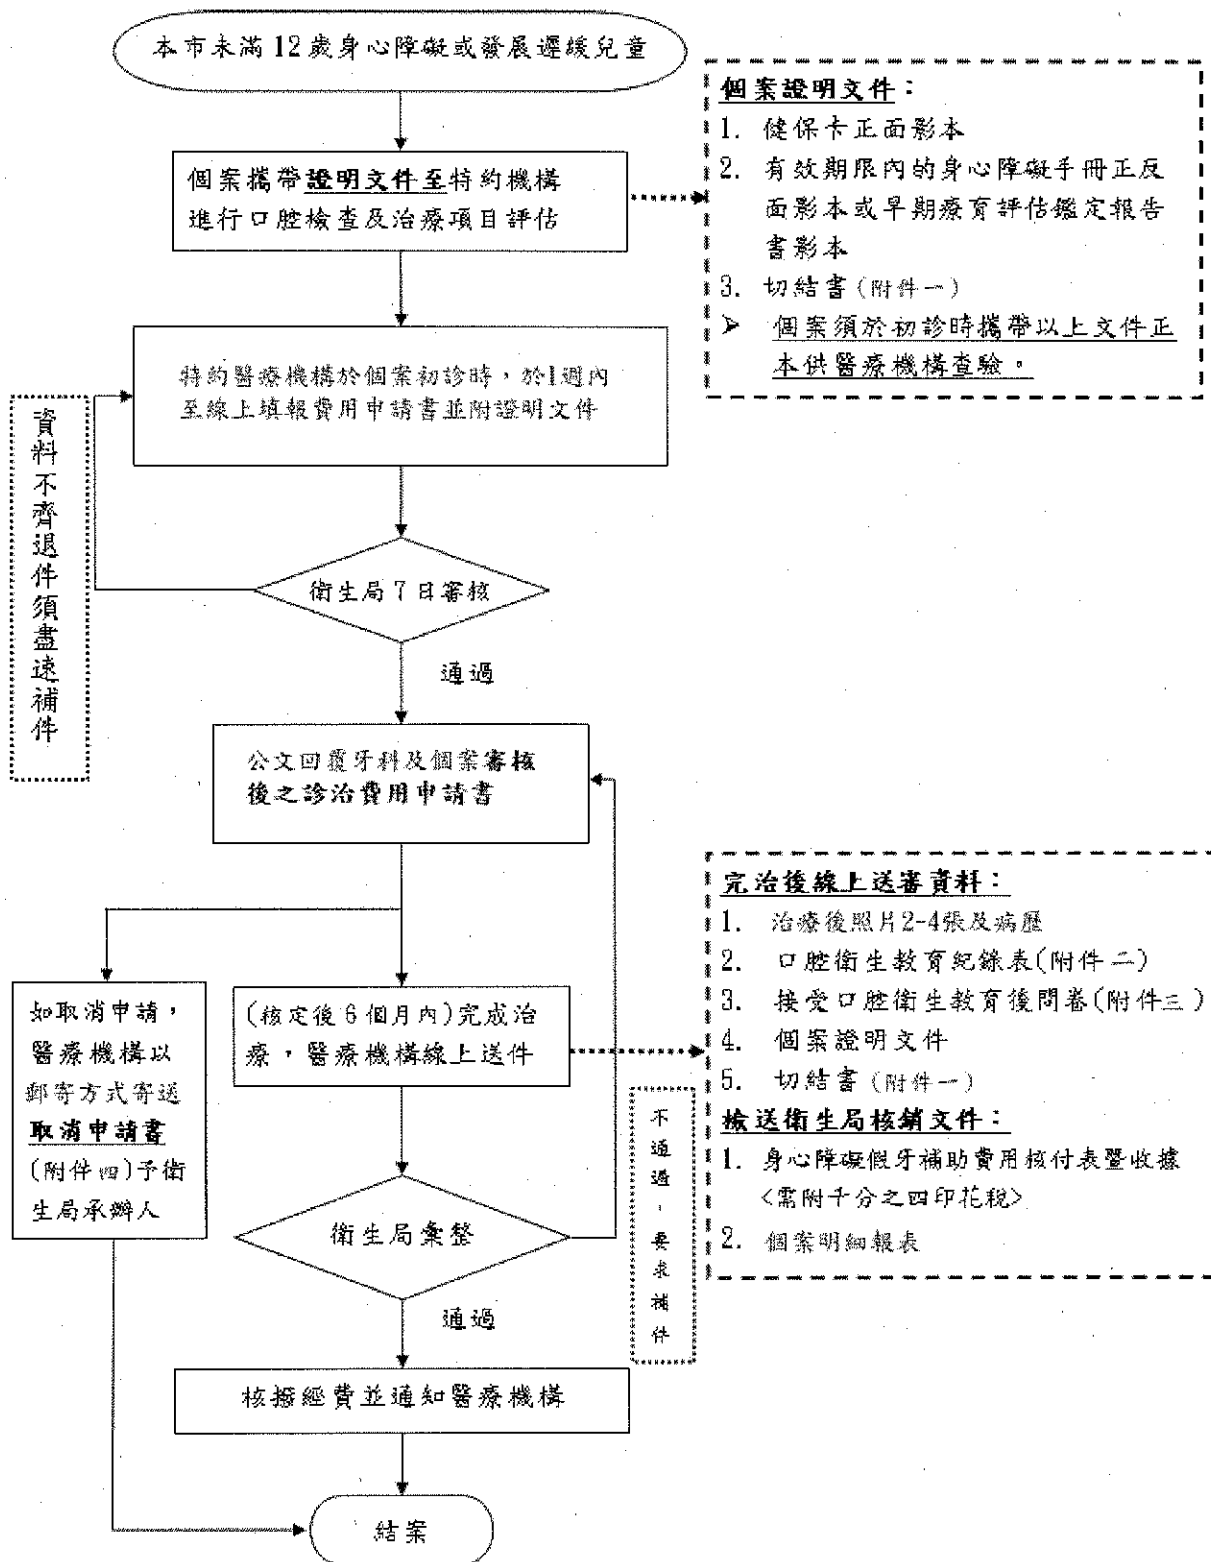 本市未滿12歲身心障礙或發展遲緩兒童
個案攜帶證明文件至特約機構
進行口腔檢查及治療項目評估
個案證明文件：
1. 健保卡正面影本
2. 有效期限內的身心障礙手冊正反
面影本或早期療育評估鑑定報告
書影本
3. 切結書(附件一)
➤ 個案須於初診時攜帶以上文件正
本供醫療機構查驗。
特約醫療機構於個案初診時，於1週內
至線上填報費用申請書並附證明文件
資料不齊退件須盡速補件
衛生局7日審核
通過
公文回覆牙科及個案審核
後之診治費用申請書
如取消申請，
醫療機構以
郵寄方式寄送
取消申請書
(附件四)予衛
生局承辦人
(核定後6個月內)完成治
療，醫療機構線上送件
完治後線上送審資料：
1. 治療後照片2-4張及病歷
2. 口腔衛生教育紀錄表(附件二)
3. 接受口腔衛生教育後問卷(附件三)
4. 個案證明文件
5. 切結書(附件一)
檢送衛生局核銷文件：
1. 身心障礙假牙補助費用核付表暨收據
<需附千分之四印花稅>
2. 個案明細報表
不通過，要求補件
衛生局彙整
通過
核撥經費並通知醫療機構
結案